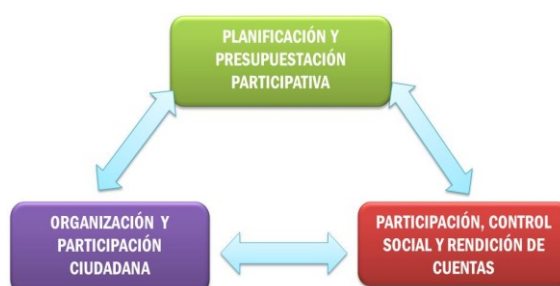 PLANIFICACIÓN Y
PRESUPUESTACIÓN
PARTICIPATIVA
ORGANIZACIÓN Y
PARTICIPACIÓN
CIUDADANA
PARTICIPACIÓN, CONTROL
SOCIAL Y RENDICIÓN DE
CUENTAS